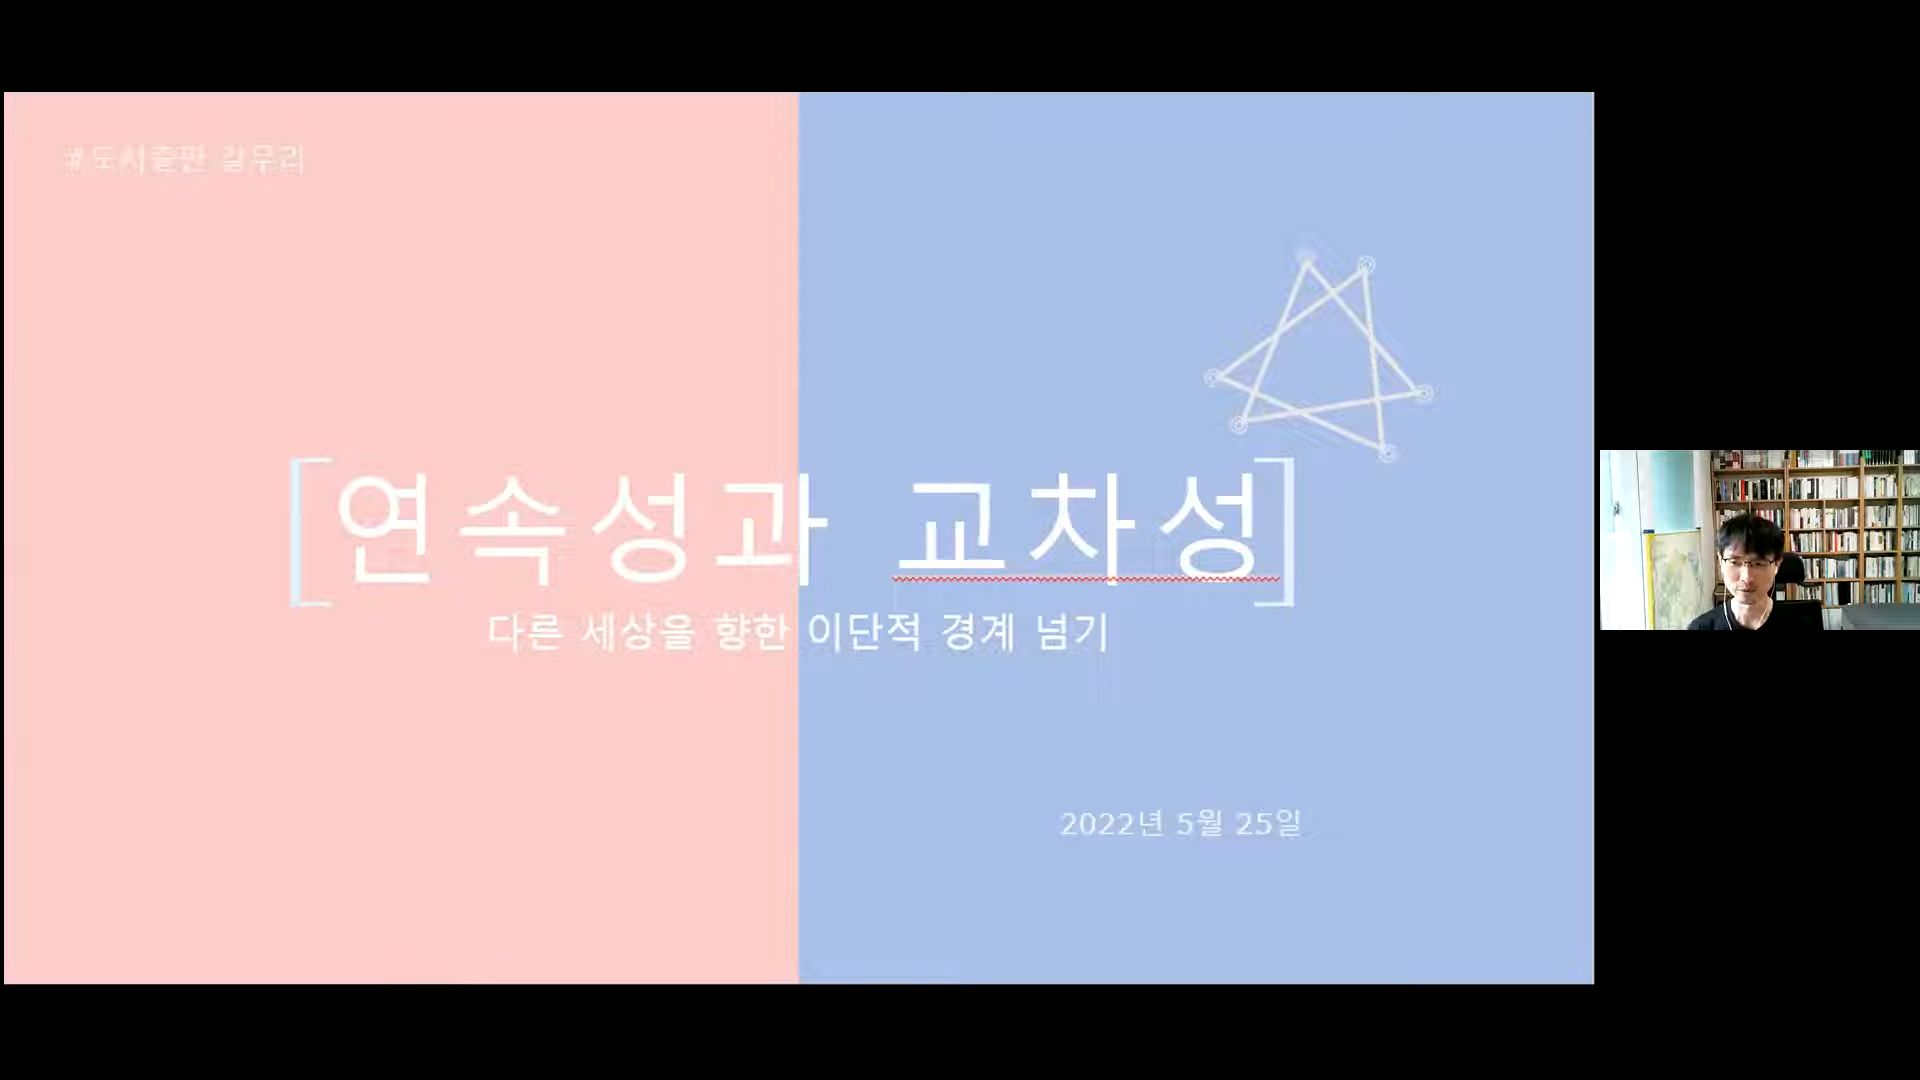 #도서출판 갈무리
[연속성과 교차성]
다른 세상을 향한 이단적 경계 넘기
2022년 5월 25일